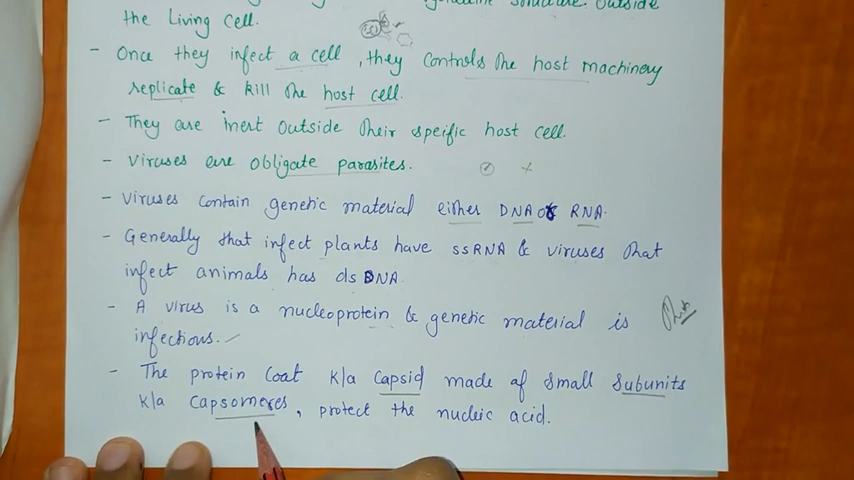 structure outside
the Living cell.
- Once they infect a cell, they controls the host machinery
replicate & kill the host cell.
- They are inert outside their speific host cell.
- Viruses are obligate parasites.
- Viruses contain genetic material either DNA or RNA.
- Generally that infect plants have ssRNA & viruses that
infect animals has ds DNA
- A virus is a nucleoprotein & genetic material is
infectious.
- The protein coat k/a capsid made of small subunits
k/a capsomeres, protect the nucleic acid.